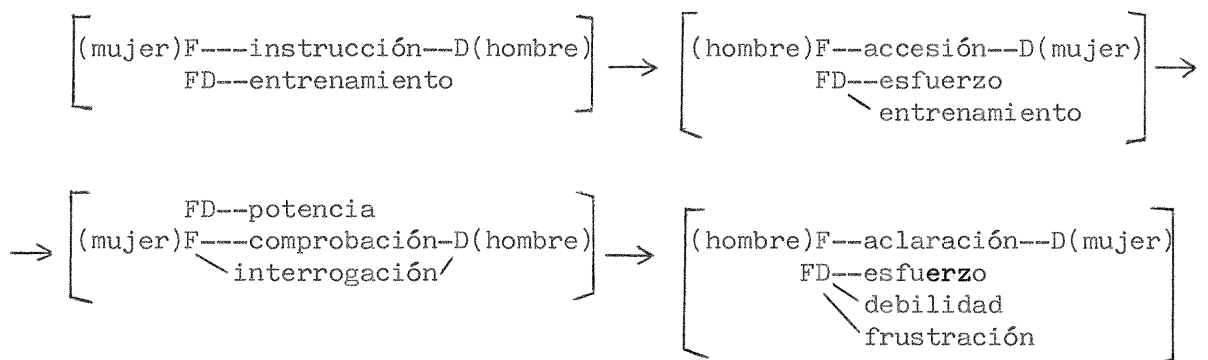 (mujer)F---instrucción--D(hombre)
FD--entrenamiento
(hombre)F--accesión--D(mujer)
FD--esfuerzo
entrenamiento
FD--potencia
(mujer)F---comprobación-D(hombre)
interrogación
(hombre)F--aclaración--D(mujer)
FD--esfuerzo
debilidad
frustración